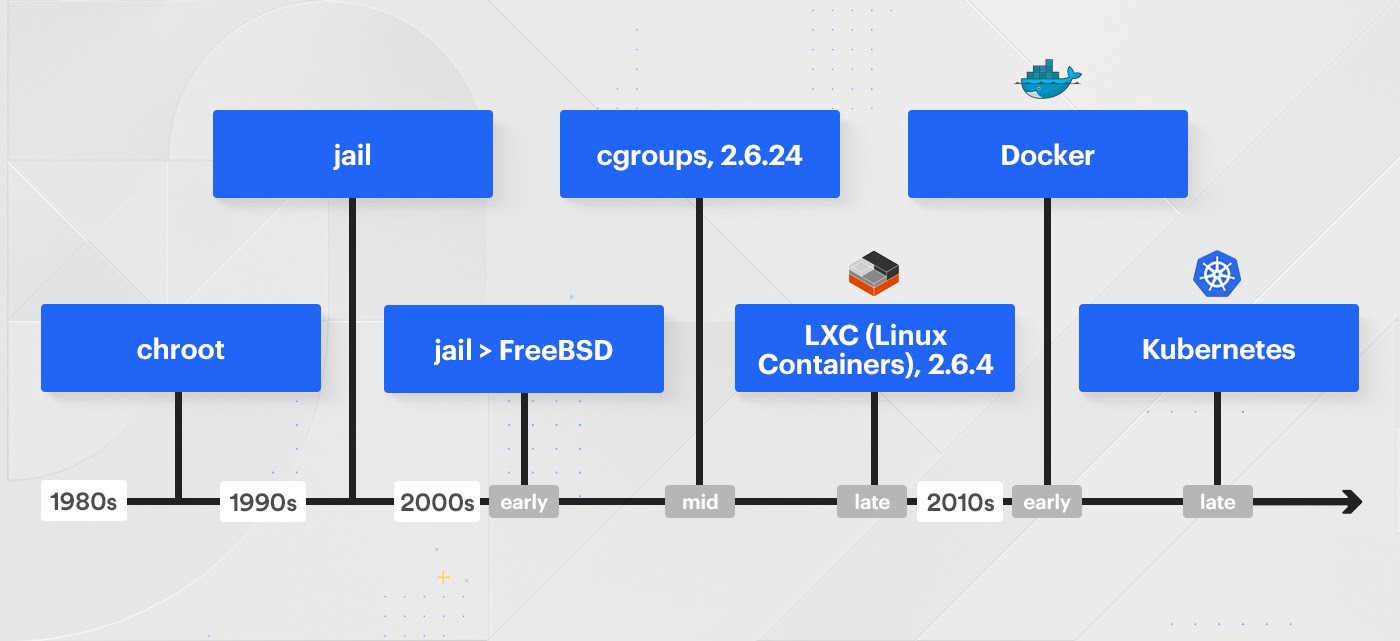 jail
cgroups, 2.6.24
Docker
chroot
jail > FreeBSD
LXC (Linux
Containers), 2.6.4
Kubernetes
1980s
1990s
2000s
early
mid
late
2010s
early
late